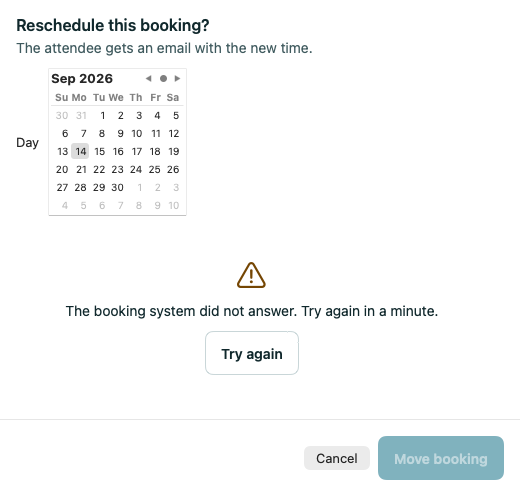 Reschedule this booking?
The attendee gets an email with the new time.
Day
Sep 2026
Su Mo Tu We Th Fr Sa
30 31 1 2 3 4 5
6 7 8 9 10 11 12
13 14 15 16 17 18 19
20 21 22 23 24 25 26
27 28 29 30 1 2 3
4 5 6 7 8 9 10
The booking system did not answer. Try again in a minute.
Try again
Cancel
Move booking